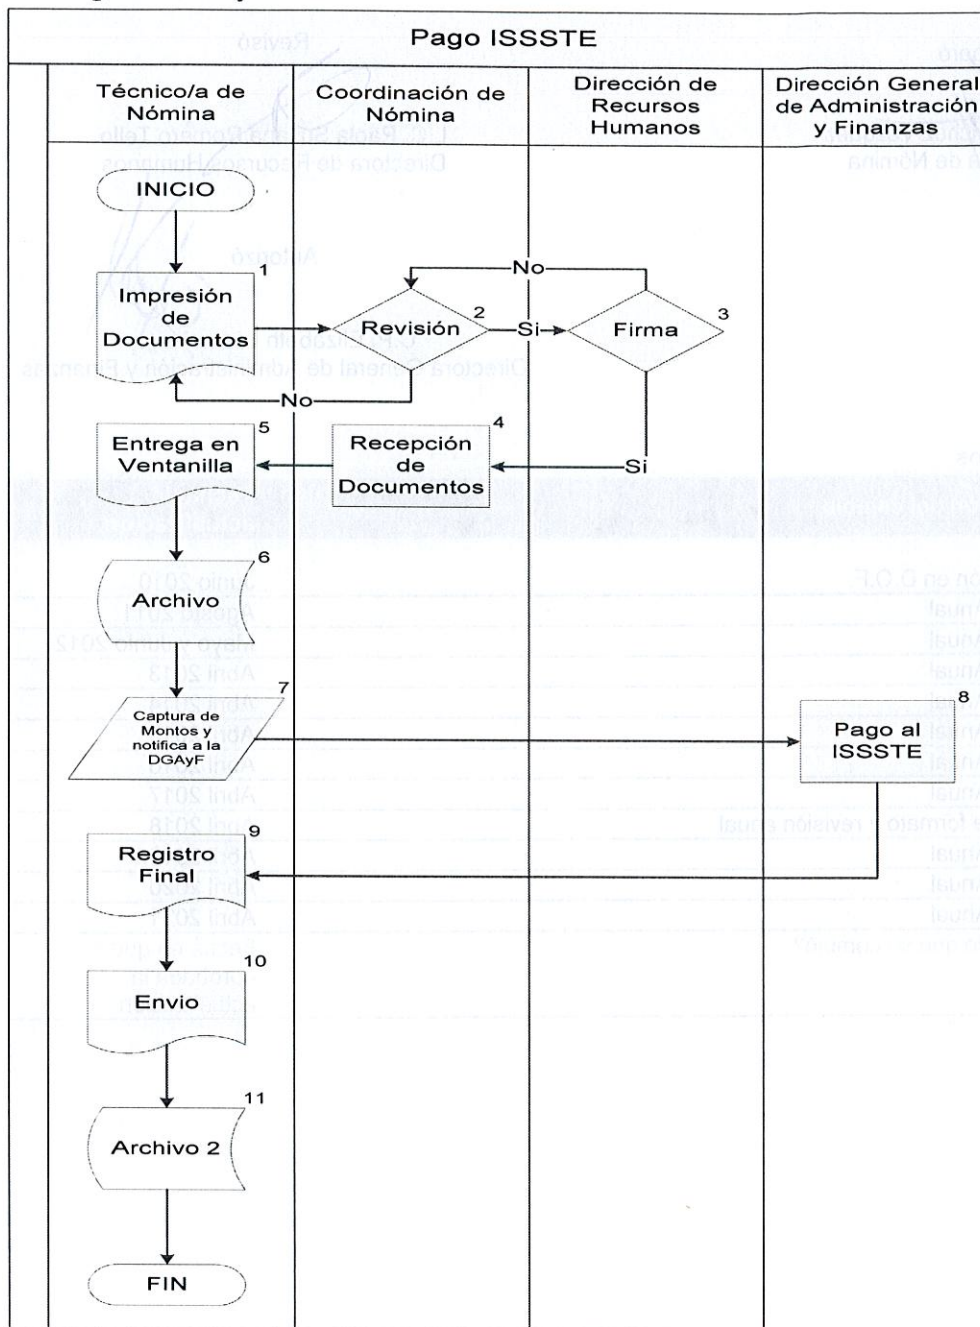 Pago ISSSTE
Técnico/a de
Nómina
Coordinación de
Nómina
Dirección de
Recursos
Humanos
Dirección General
de Administración
y Finanzas
INICIO
1
Impresión
de
Documentos
2
Revisión
No
Si
3
Firma
No
Si
4
Recepción
de
Documentos
5
Entrega en
Ventanilla
6
Archivo
7
Captura de
Montos y
notifica a la
DGAyF
8
Pago al
ISSSTE
9
Registro
Final
10
Envio
11
Archivo 2
FIN